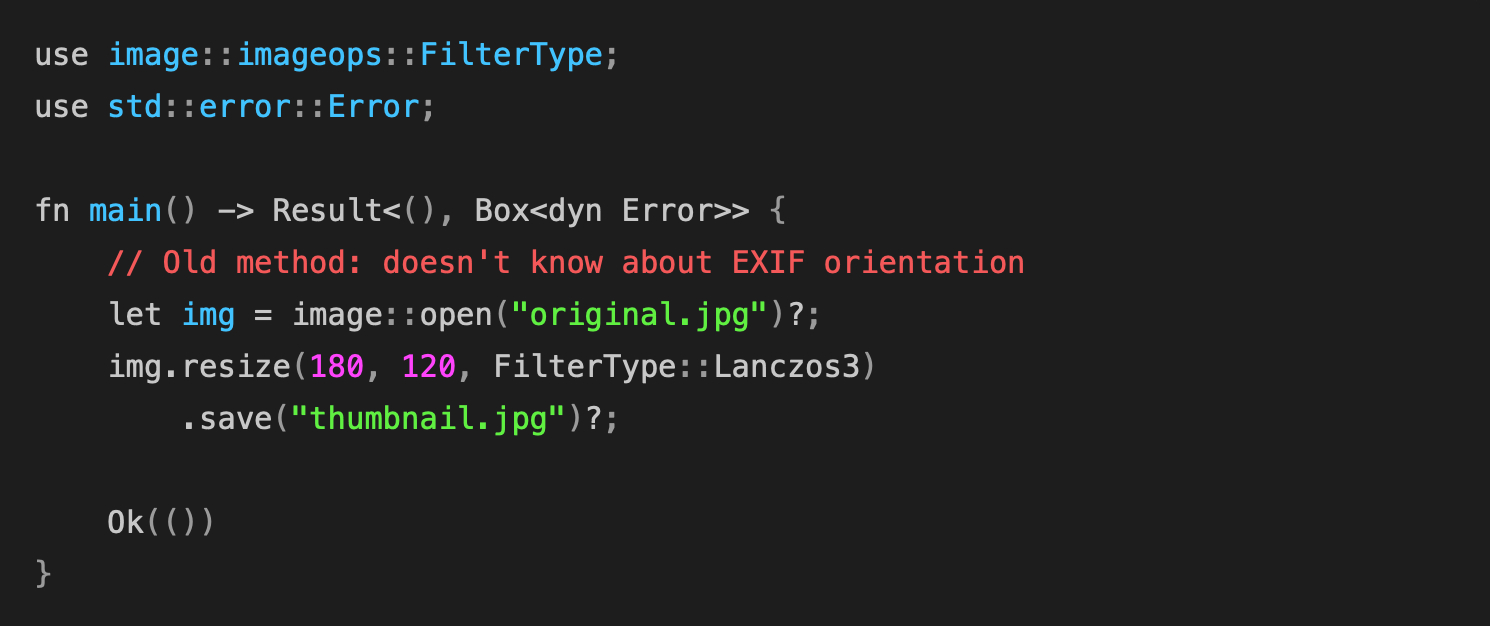 use image::imageops::FilterType;
use std::error::Error;

fn main() -> Result<(), Box<dyn Error>> {
    // Old method: doesn't know about EXIF orientation
    let img = image::open("original.jpg")?;
    img.resize(180, 120, FilterType::Lanczos3)
        .save("thumbnail.jpg")?;

    Ok(())
}